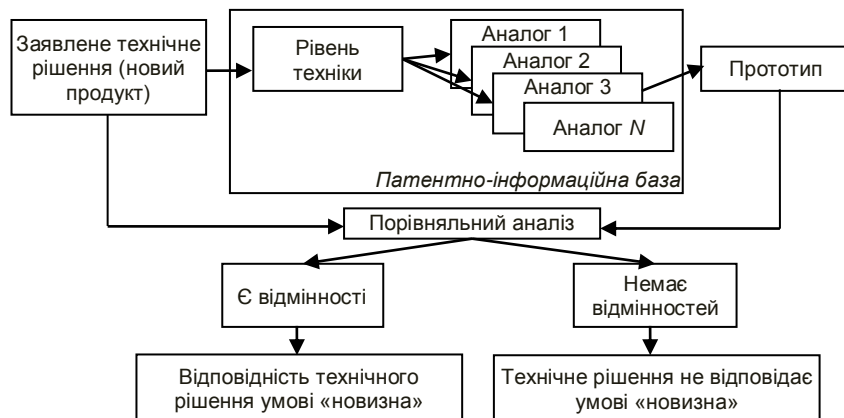 Заявлене технічне
рішення (новий
продукт)
Рівень
техніки
Аналог 1
Аналог 2
Аналог 3
Аналог N
Прототип
Патентно-інформаційна база
Порівняльний аналіз
Є відмінності
Немає
відмінностей
Відповідність технічного
рішення умові «новизна»
Технічне рішення не відповідає
умові «новизна»